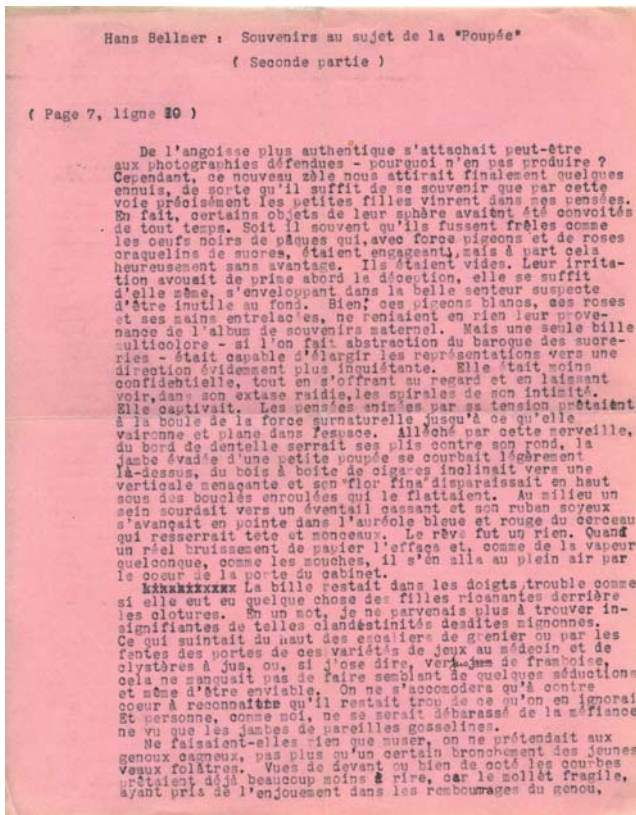 Hans Bellmer : Souvenirs au sujet de la "Poupée"
( Seconde partie )
( Page 7, ligne 10 )
De l'angoisse plus authentique s'attachait peut-être
aux photographies défendues - pourquoi n'en pas produire ?
Cependant, ce nouveau zèle nous attirait finalement quelques
ennuis, de sorte qu'il suffit de se souvenir que par cette
voie précisément les petites filles vinrent dans mes pensées.
En fait, certains objets de leur sphère avaient été convoités
de tout temps. Soit il souvent qu'ils fussent frêles comme
les oeufs noirs de pâques qui, avec force pigeons et de roses
craquelins de sucres, étaient engageants, mais à part cela
heureusement sans avantage. Ils étaient vides. Leur irrita-
tion avouait de prime abord la déception, elle se suffit
d'elle même, s'enveloppant dans la belle senteur suspecte
d'être inutile au fond. Bien, ces pigeons blancs, ces roses
et ses mains entrelacées, ne reniaient en rien leur prove-
nance de l'album de souvenirs maternel. Mais une seule bille
multicolore - si l'on fait abstraction du baroque des sucre-
ries - était capable d'élargir les représentations vers une
direction évidemment plus inquiétante. Elle était moins
confidebtielle, tout en s'offrant au regard et en laissant
voir, dans son extase raidie, les spirales de son intimité.
Elle captivait. Les pensées animées par sa tension prêtaient
à la boule de la force surnaturelle jusqu'à ce qu'elle
vaironne et plane dans l'espace. Alléché par cette merveille,
du bord de dentelle serrait ses plis contre son rond, la
jambe évadée d'une petite poupée se courbait légèrement
là-dessus, du bois à boite de cigares inclinait vers une
verticale menaçante et son "flor fina" disparaissait en haut
sous des bouclés enroulées qui le flattaient. Au milieu un
sein sourdait vers un éventail cassant et son ruban soyeux
s'avançait en pointe dans l'auréole bleue et rouge du cerceau
qui resserrait tete et monceaux. Le rêve fut un rien. Quand
un réel bruissement de papier l'effaça et, comme de la vapeur
quelconque, comme les mouches, il s'en alla au plein air par
le coeur de la porte du cabinet.
La bille restait dans les doigts, trouble comme
si elle eut eu quelque chose des filles ricanantes derrière
les clotures. En un mot, je ne parvenais plus à trouver in-
signifiantes de telles clandéstinités desdites mignonnes.
Ce qui suintait du haut des escaliers de grenier ou par les
fentes des portes de ces variétés de jeux au médecin et de
clystères à jus, ou, si j'ose dire, vers de framboise,
cela ne manquait pas de faire semblant de quelques séductions
et même d'être enviable. On ne s'accomodera qu'à contre
coeur à reconnaître qu'il restait trop de ce qu'on en ignorai
Et personne, comme moi, ne se serait débarassé de la méfiance
ne vu que les jambes de pareilles gosselines.
Ne faisaient-elles rien que muser, on ne prétendait aux
genoux cagneux, pas plus qu'un certain bronchement des jeunes
veaux folâtres. Vues de devant ou bien de coté les courbes
prêtaient déjà beaucoup moins à rire, car le mollèt fragile,
ayant pris de l'enjouement dans les rembourrages du genou,